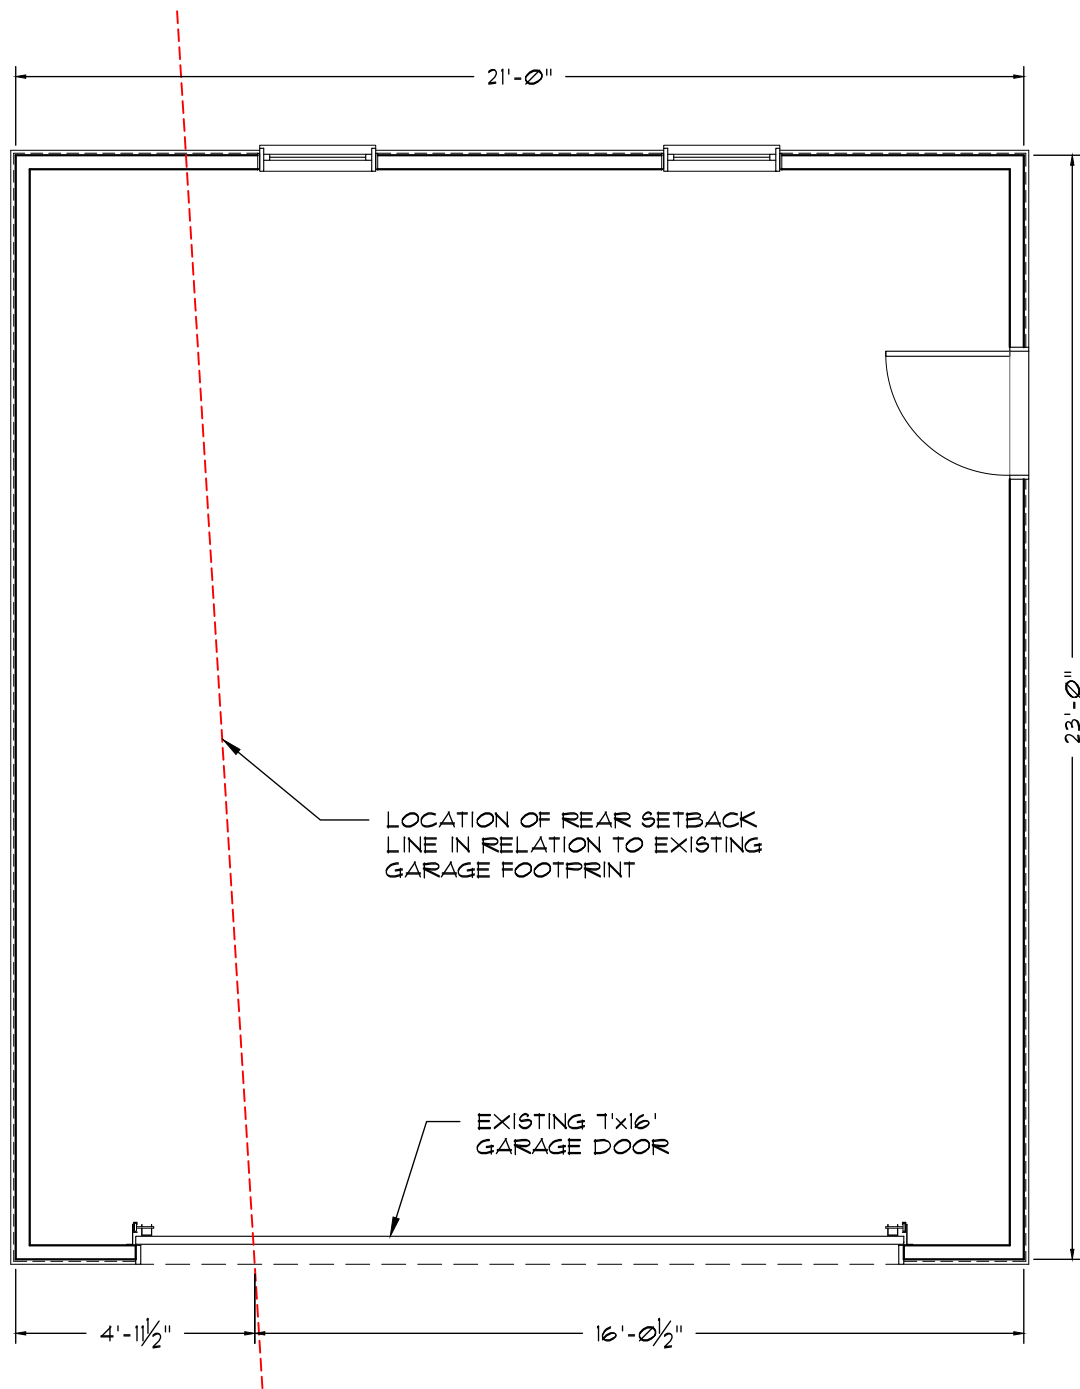 21'-0"
23'-0"
LOCATION OF REAR SETBACK
LINE IN RELATION TO EXISTING
GARAGE FOOTPRINT
EXISTING 7'x16'
GARAGE DOOR
4'-11½"
16'-0½"